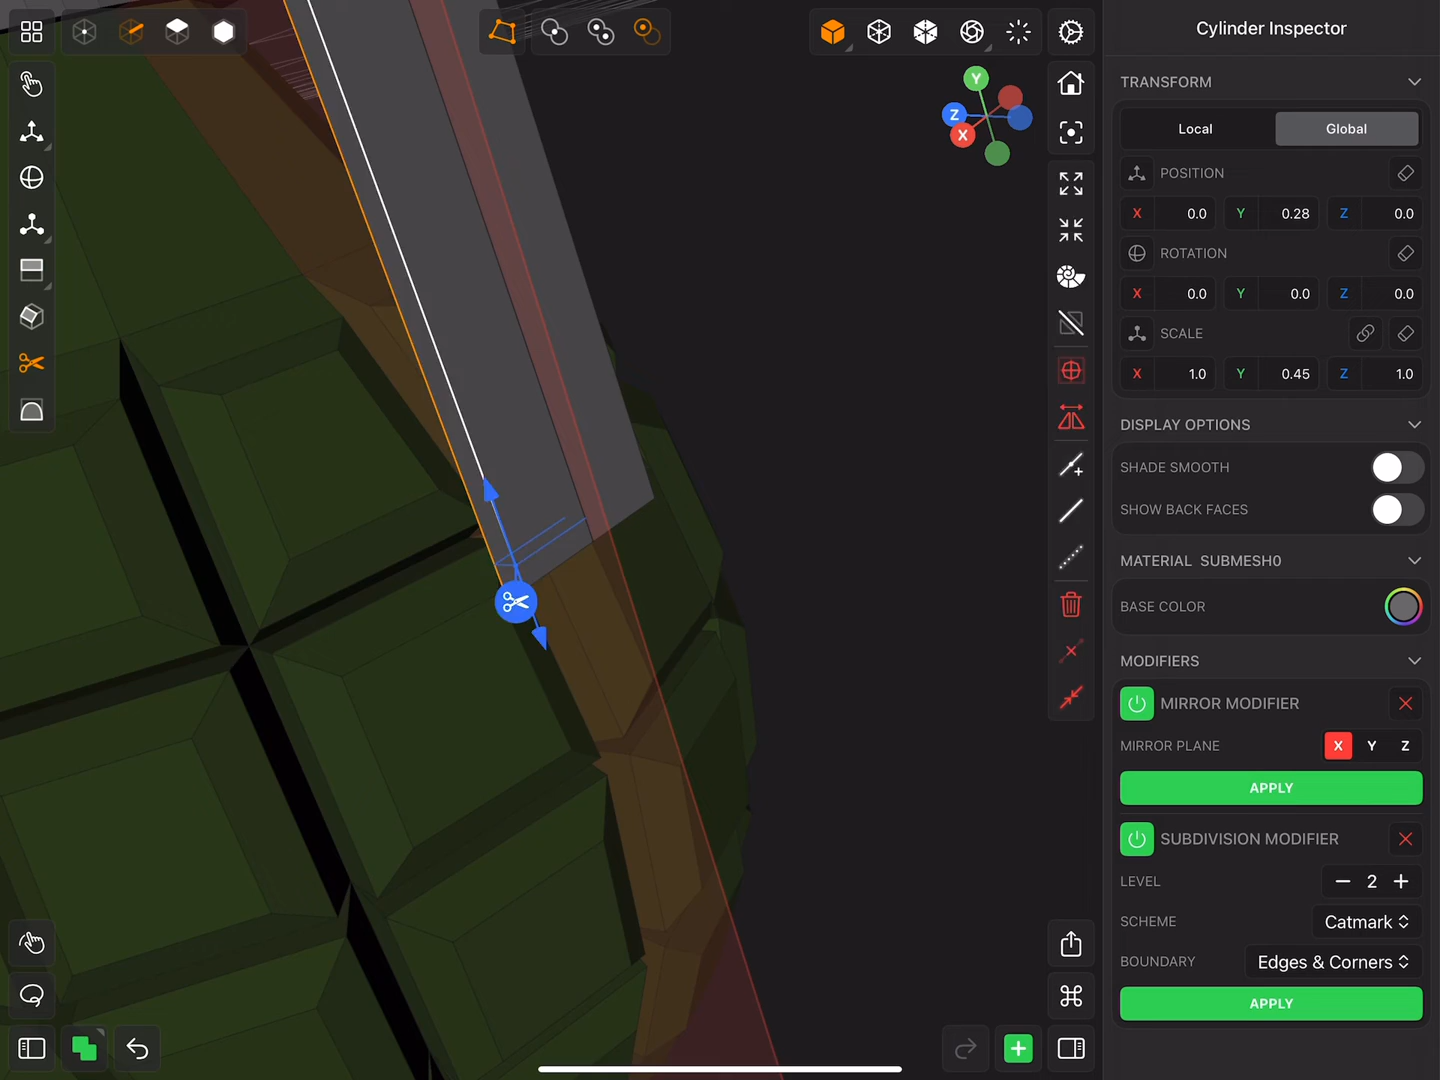 Cylinder Inspector
TRANSFORM
Local Global
POSITION
X 0.0 Y 0.28 Z 0.0
ROTATION
X 0.0 Y 0.0 Z 0.0
SCALE
X 1.0 Y 0.45 Z 1.0
DISPLAY OPTIONS
SHADE SMOOTH
SHOW BACK FACES
MATERIAL SUBMESH0
BASE COLOR
MODIFIERS
MIRROR MODIFIER
MIRROR PLANE X Y Z
APPLY
SUBDIVISION MODIFIER
LEVEL 2
SCHEME Catmark
BOUNDARY Edges & Corners
APPLY
Y
Z
X